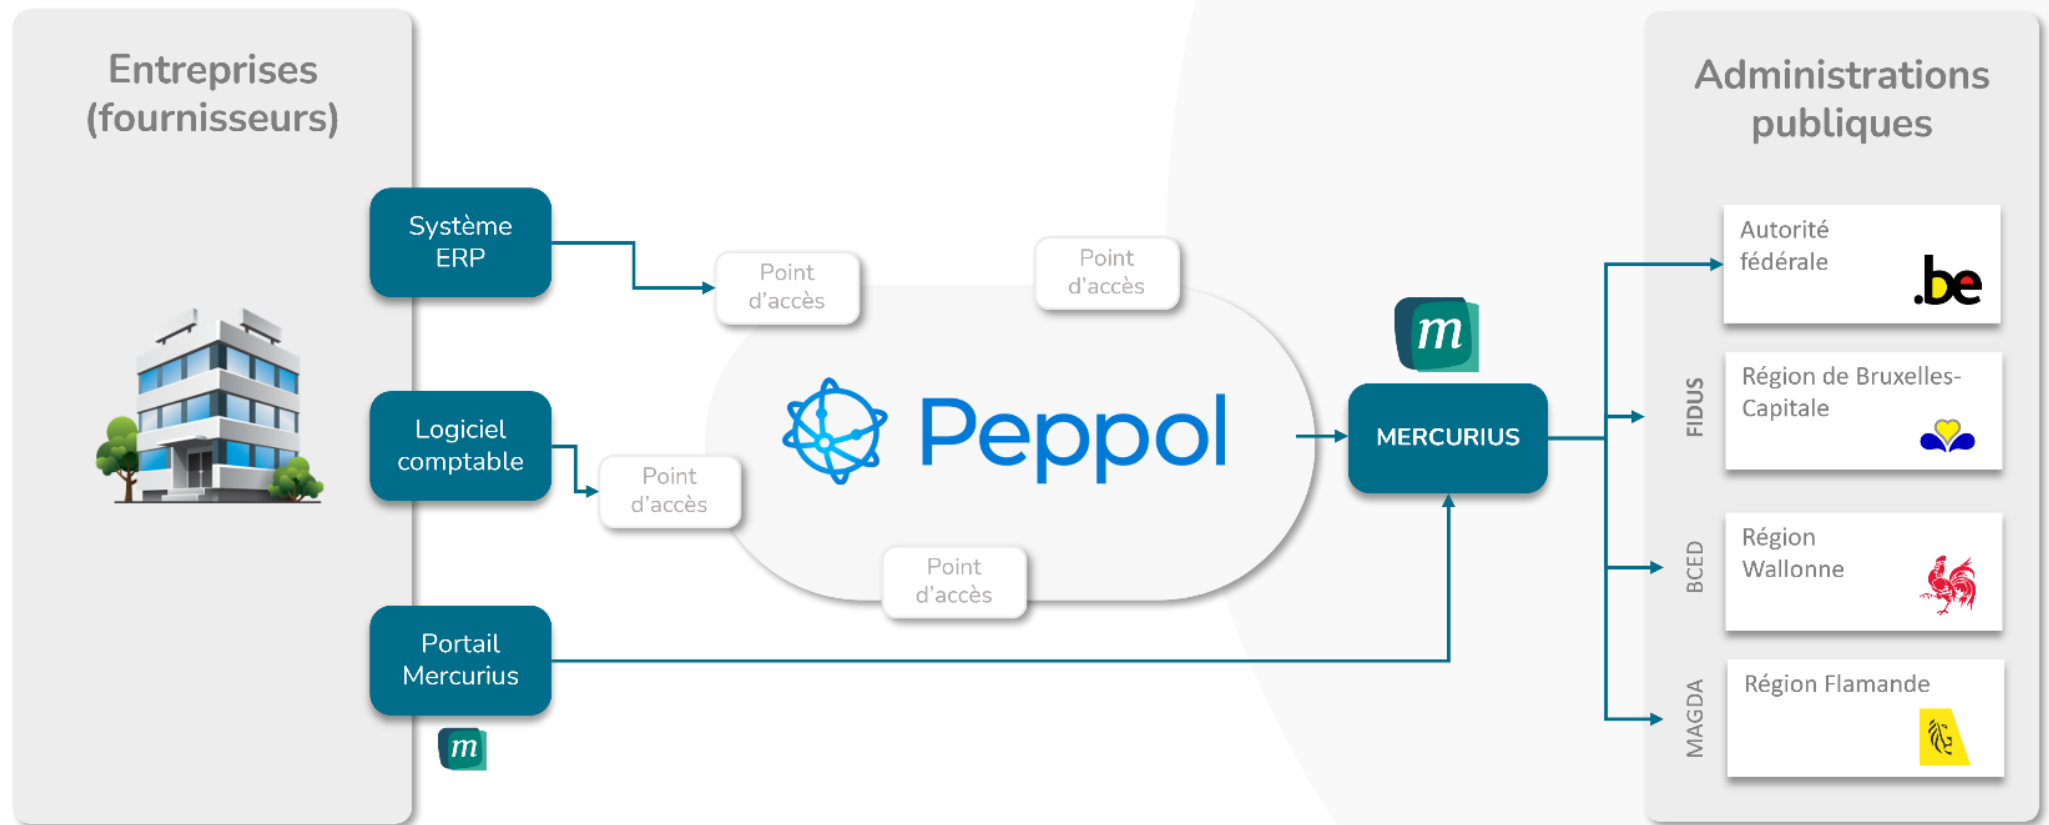 Entreprises
(fournisseurs)
Système
ERP
Logiciel
comptable
Portail
Mercurius
m
Point
d'accès
Point
d'accès
Point
d'accès
Point
d'accès
Peppol
m
MERCURIUS
Administrations
publiques
Autorité
fédérale
.be
FIDUS
Région de Bruxelles-
Capitale
BCED
Région
Wallonne
MAGDA
Région Flamande